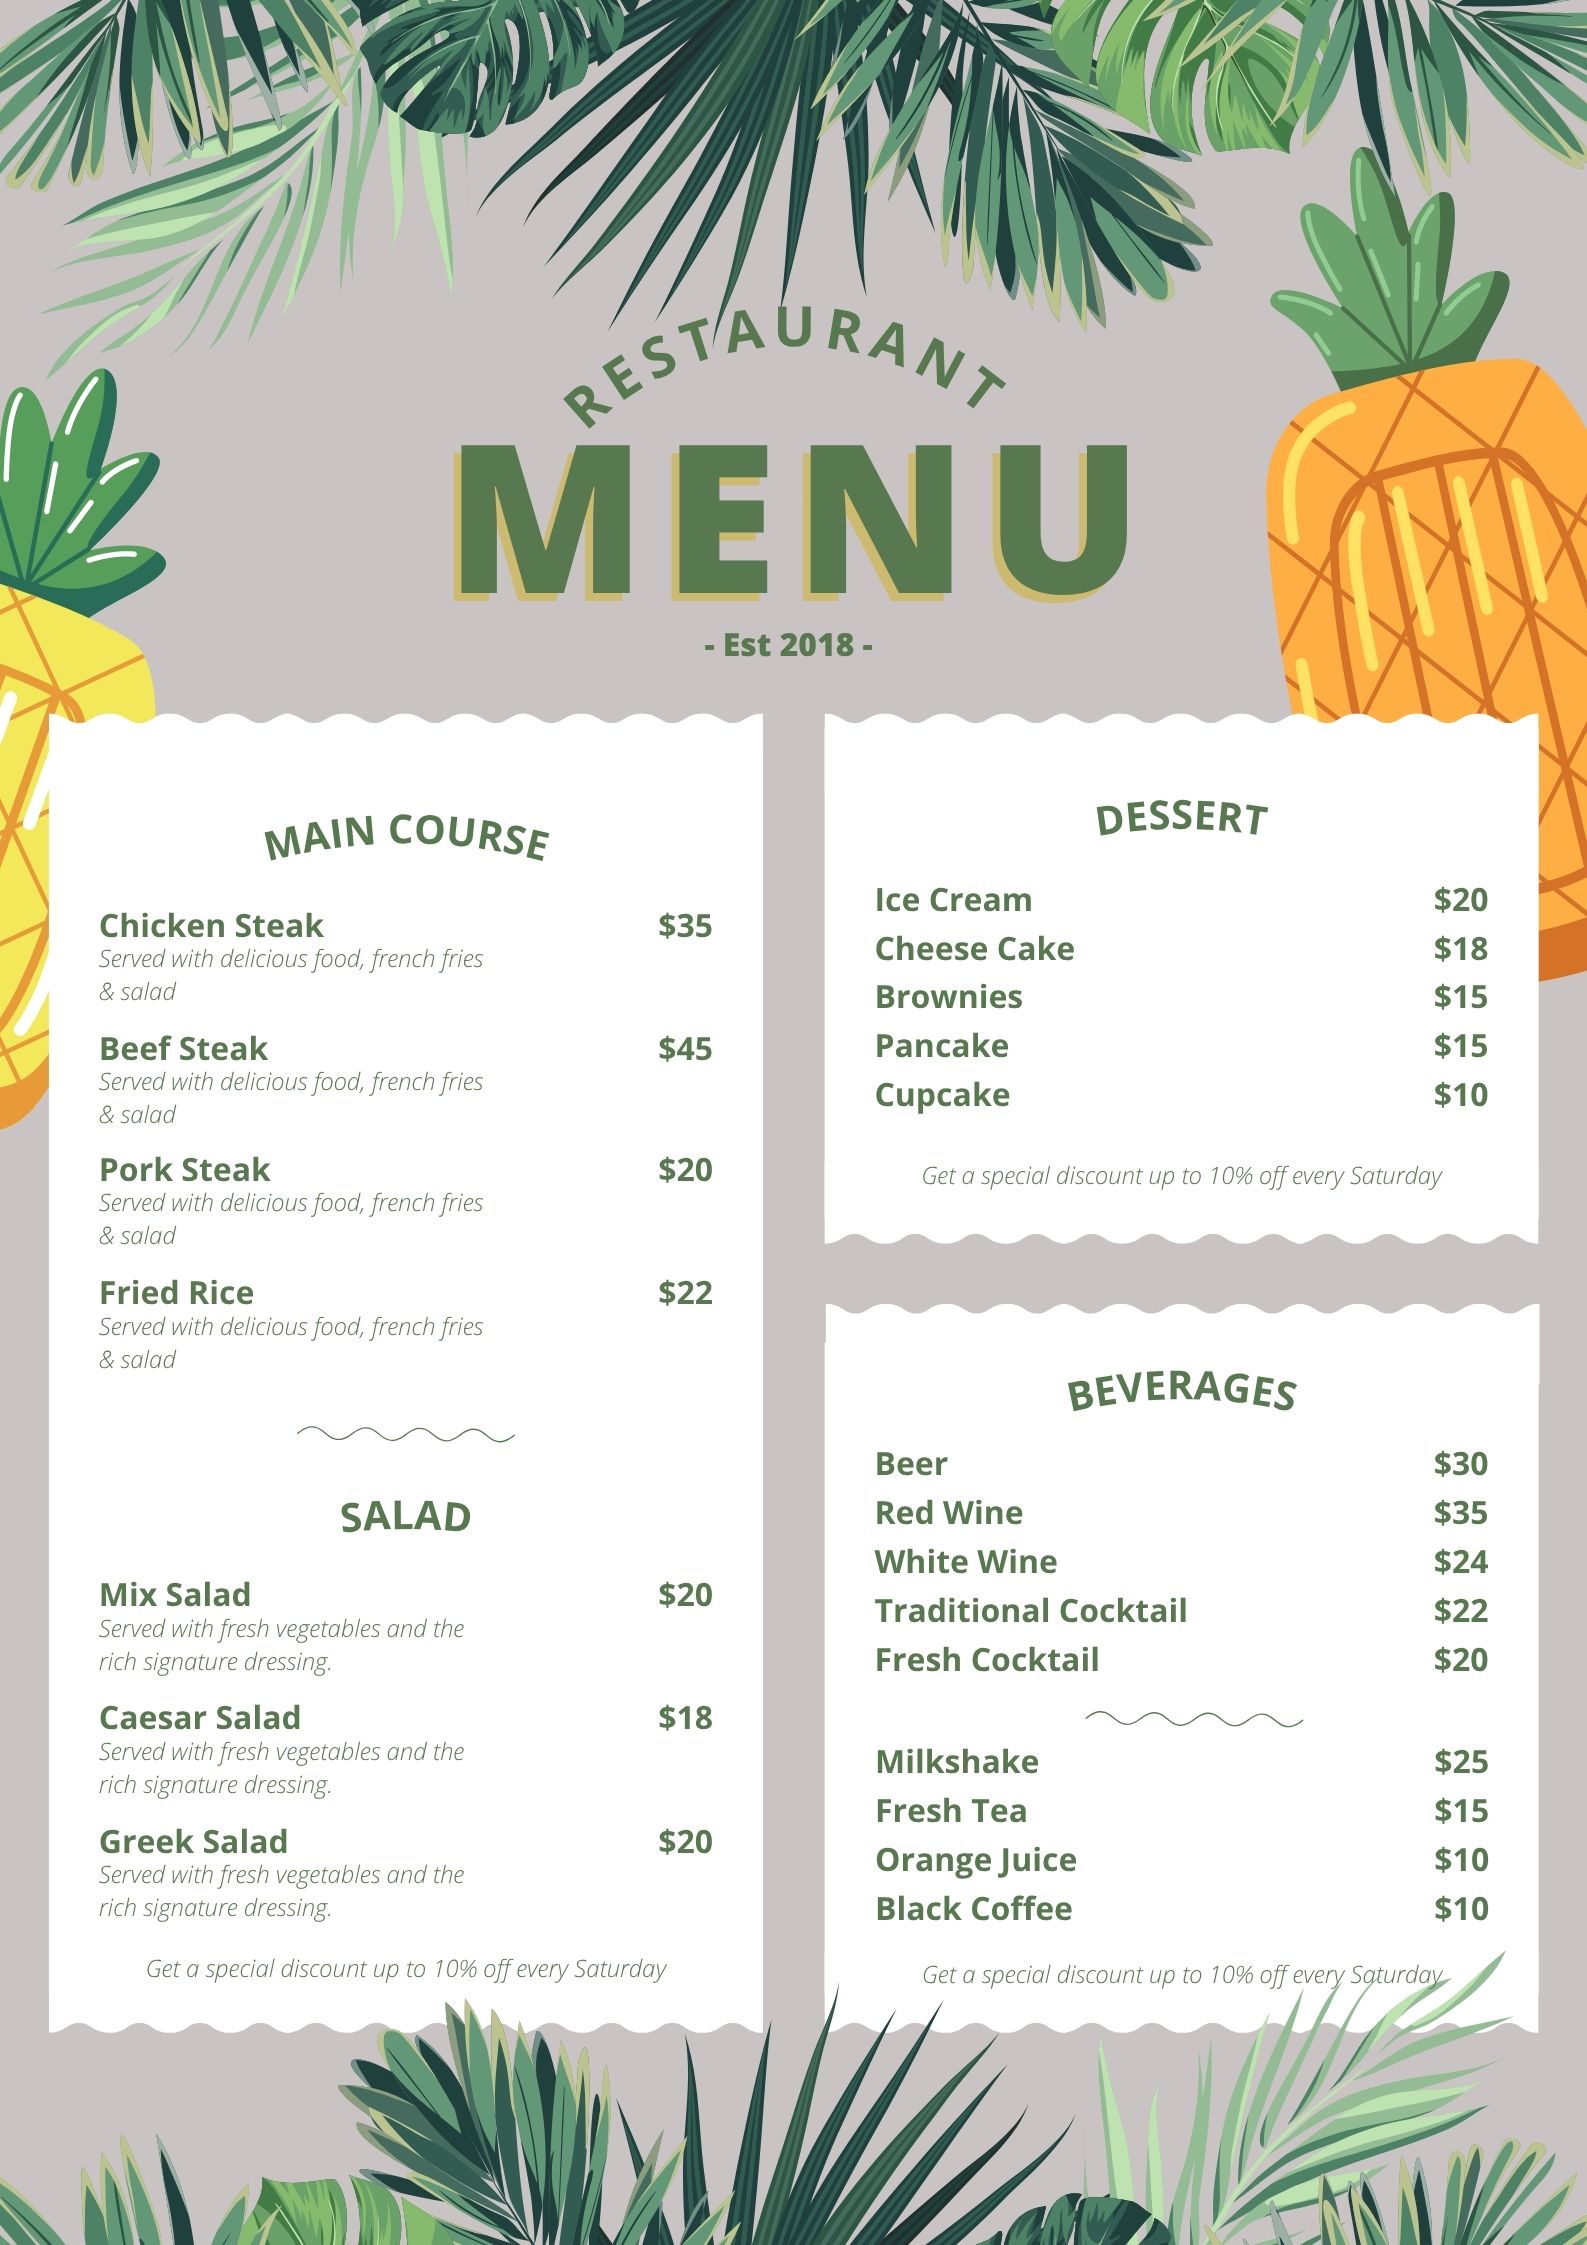 RESTAURANT
MENU
- Est 2018 -
MAIN COURSE
Chicken Steak $35
Served with delicious food, french fries
& salad
Beef Steak $45
Served with delicious food, french fries
& salad
Pork Steak $20
Served with delicious food, french fries
& salad
Fried Rice $22
Served with delicious food, french fries
& salad
SALAD
Mix Salad $20
Served with fresh vegetables and the
rich signature dressing.
Caesar Salad $18
Served with fresh vegetables and the
rich signature dressing.
Greek Salad $20
Served with fresh vegetables and the
rich signature dressing.
Get a special discount up to 10% off every Saturday
DESSERT
Ice Cream $20
Cheese Cake $18
Brownies $15
Pancake $15
Cupcake $10
Get a special discount up to 10% off every Saturday
BEVERAGES
Beer $30
Red Wine $35
White Wine $24
Traditional Cocktail $22
Fresh Cocktail $20
Milkshake $25
Fresh Tea $15
Orange Juice $10
Black Coffee $10
Get a special discount up to 10% off every Saturday